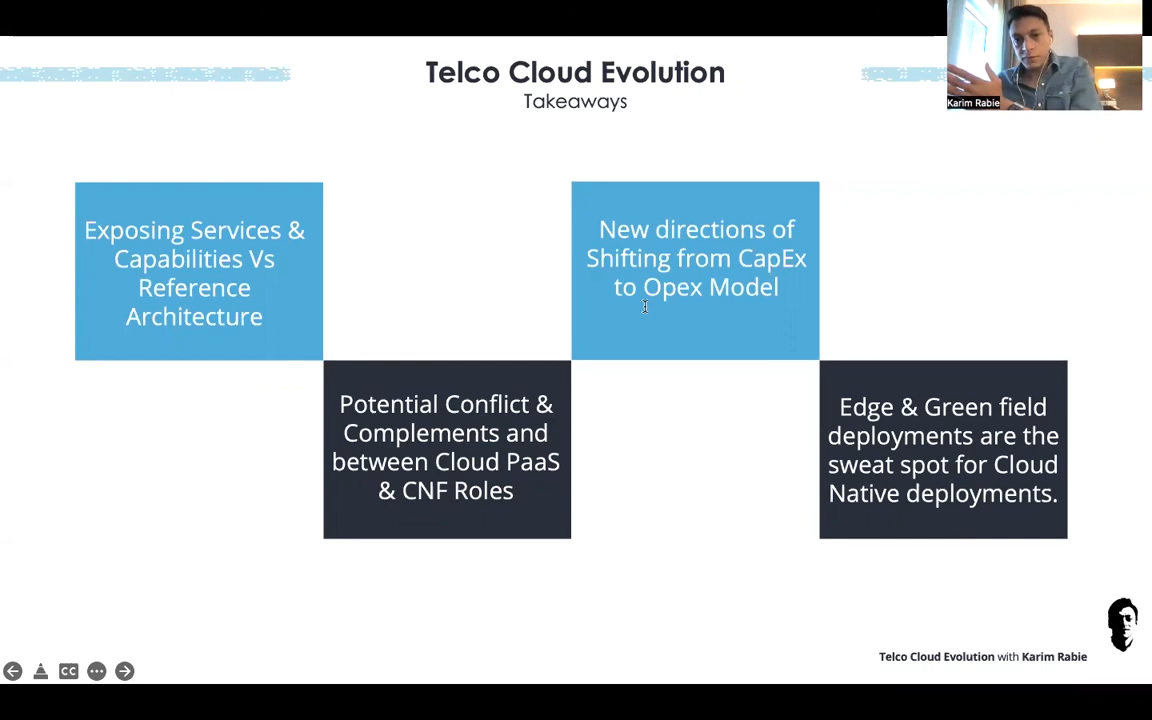 Telco Cloud Evolution
Takeaways
Karim Rabie
Exposing Services &
Capabilities Vs
Reference
Architecture
New directions of
Shifting from CapEx
to Opex Model
Potential Conflict &
Complements and
between Cloud PaaS
& CNF Roles
Edge & Green field
deployments are the
sweat spot for Cloud
Native deployments.
Telco Cloud Evolution with Karim Rabie
CC